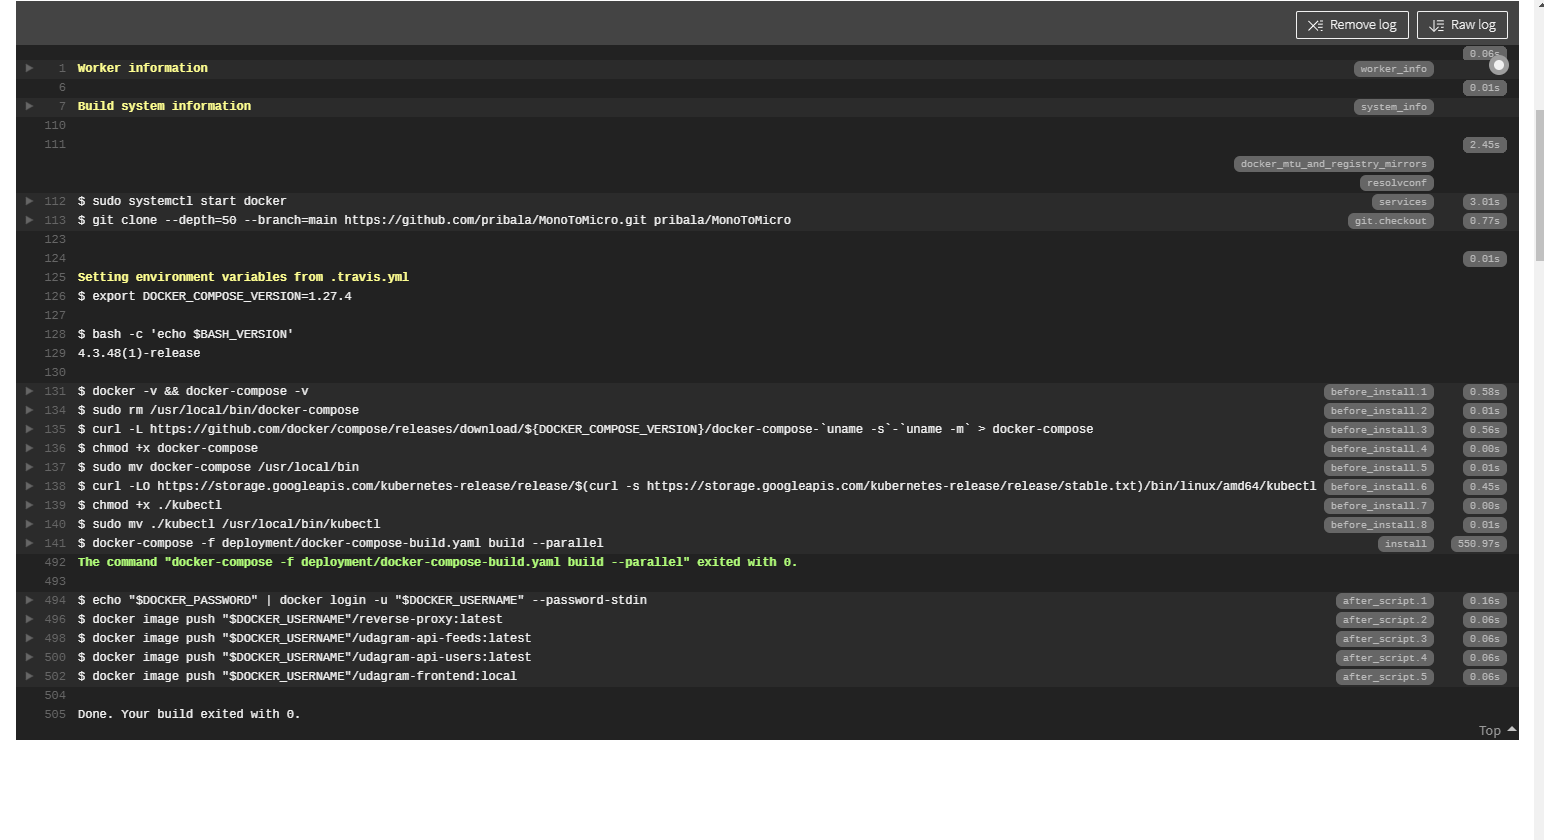 Remove log Raw log
0.06s
1 Worker information worker_info
6 0.01s
7 Build system information system_info
110
111 2.45s
docker_mtu_and_registry_mirrors
resolvconf
112 $ sudo systemctl start docker services 3.01s
113 $ git clone --depth=50 --branch=main https://github.com/pribala/MonoToMicro.git pribala/MonoToMicro git.checkout 0.77s
123
124 0.01s
125 Setting environment variables from .travis.yml
126 $ export DOCKER_COMPOSE_VERSION=1.27.4
127
128 $ bash -c 'echo $BASH_VERSION'
129 4.3.48(1)-release
130
131 $ docker -v && docker-compose -v before_install.1 0.58s
134 $ sudo rm /usr/local/bin/docker-compose before_install.2 0.01s
135 $ curl -L https://github.com/docker/compose/releases/download/${DOCKER_COMPOSE_VERSION}/docker-compose-`uname -s`-`uname -m` > docker-compose before_install.3 0.56s
136 $ chmod +x docker-compose before_install.4 0.00s
137 $ sudo mv docker-compose /usr/local/bin before_install.5 0.01s
138 $ curl -LO https://storage.googleapis.com/kubernetes-release/release/$(curl -s https://storage.googleapis.com/kubernetes-release/release/stable.txt)/bin/linux/amd64/kubectl before_install.6 0.45s
139 $ chmod +x ./kubectl before_install.7 0.00s
140 $ sudo mv ./kubectl /usr/local/bin/kubectl before_install.8 0.01s
141 $ docker-compose -f deployment/docker-compose-build.yaml build --parallel install 550.97s
492 The command "docker-compose -f deployment/docker-compose-build.yaml build --parallel" exited with 0.
493
494 $ echo "$DOCKER_PASSWORD" | docker login -u "$DOCKER_USERNAME" --password-stdin after_script.1 0.16s
496 $ docker image push "$DOCKER_USERNAME"/reverse-proxy:latest after_script.2 0.06s
498 $ docker image push "$DOCKER_USERNAME"/udagram-api-feeds:latest after_script.3 0.06s
500 $ docker image push "$DOCKER_USERNAME"/udagram-api-users:latest after_script.4 0.06s
502 $ docker image push "$DOCKER_USERNAME"/udagram-frontend:local after_script.5 0.06s
504
505 Done. Your build exited with 0.
Top